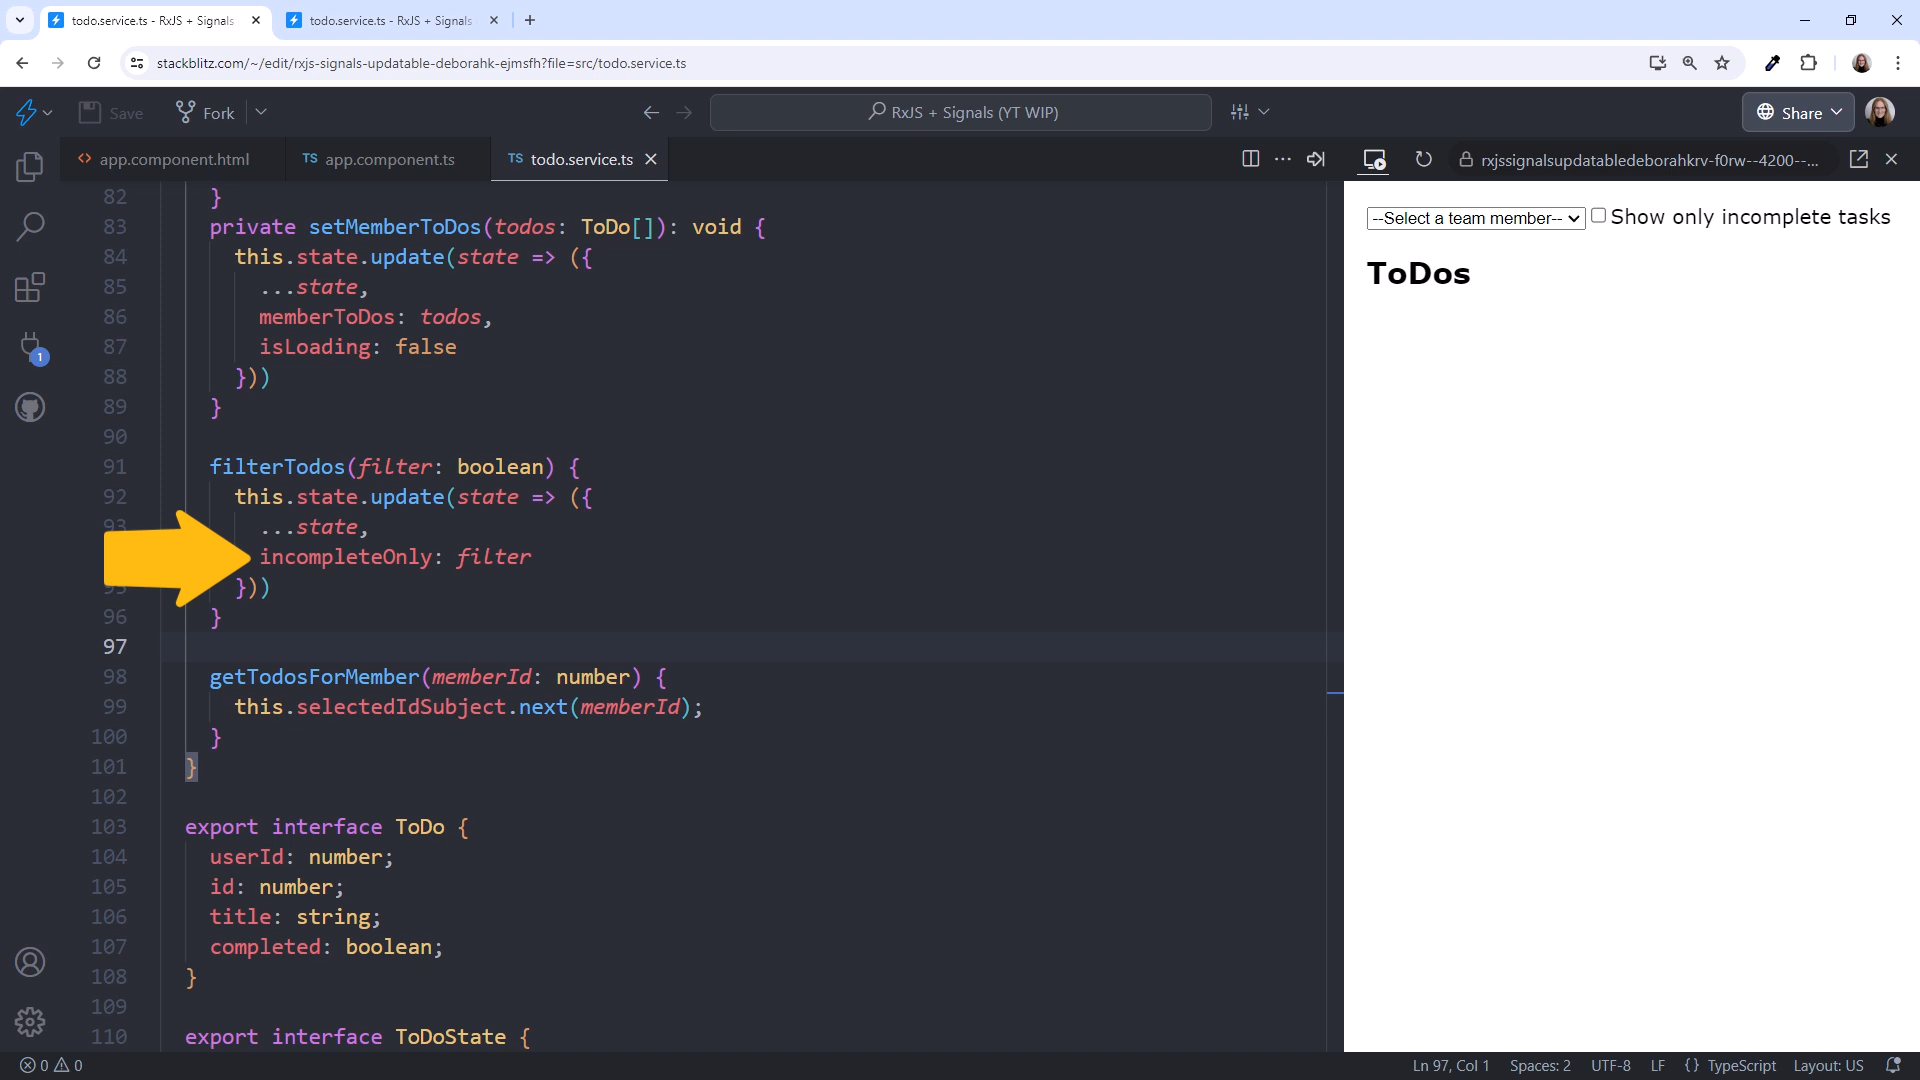 todo.service.ts - RxJS + Signals
todo.service.ts - RxJS + Signals
stackblitz.com/~/edit/rxjs-signals-updatable-deborahk-ejmsfh?file=src/todo.service.ts
Save
Fork
RxJS + Signals (YT WIP)
Share
app.component.html
TS app.component.ts
TS todo.service.ts
rxjssignalsupdatabledeborahkrv-f0rw--4200--...
82 }
83 private setMemberToDos(todos: ToDo[]): void {
84 this.state.update(state => ({
85 ...state,
86 memberToDos: todos,
87 isLoading: false
88 }))
89 }
90
91 filterTodos(filter: boolean) {
92 this.state.update(state => ({
93 ...state,
incompleteOnly: filter
95 }))
96 }
97
98 getTodosForMember(memberId: number) {
99 this.selectedIdSubject.next(memberId);
100 }
101 }
102
103 export interface ToDo {
104 userId: number;
105 id: number;
106 title: string;
107 completed: boolean;
108 }
109
110 export interface ToDoState {
1
--Select a team member--
Show only incomplete tasks
ToDos
0 0
Ln 97, Col 1
Spaces: 2
UTF-8
LF
{} TypeScript
Layout: US